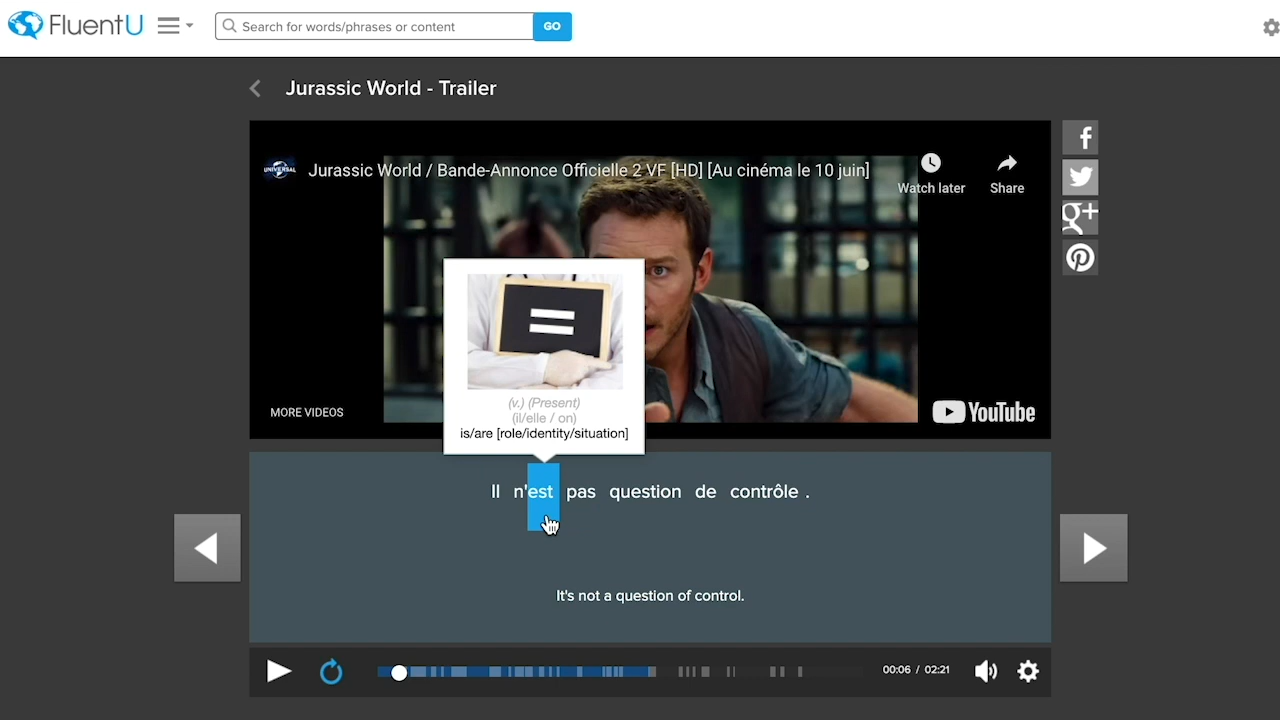 FluentU
Search for words/phrases or content
GO
Jurassic World - Trailer
UNIVERSAL
Jurassic World / Bande-Annonce Officielle 2 VF [HD] [Au cinéma le 10 juin]
Watch later
Share
f
g+
(v.) (Present)
(il/elle / on)
is/are [role/identity/situation]
MORE VIDEOS
YouTube
Il n'est pas question de contrôle .
It's not a question of control.
00:06 / 02:21